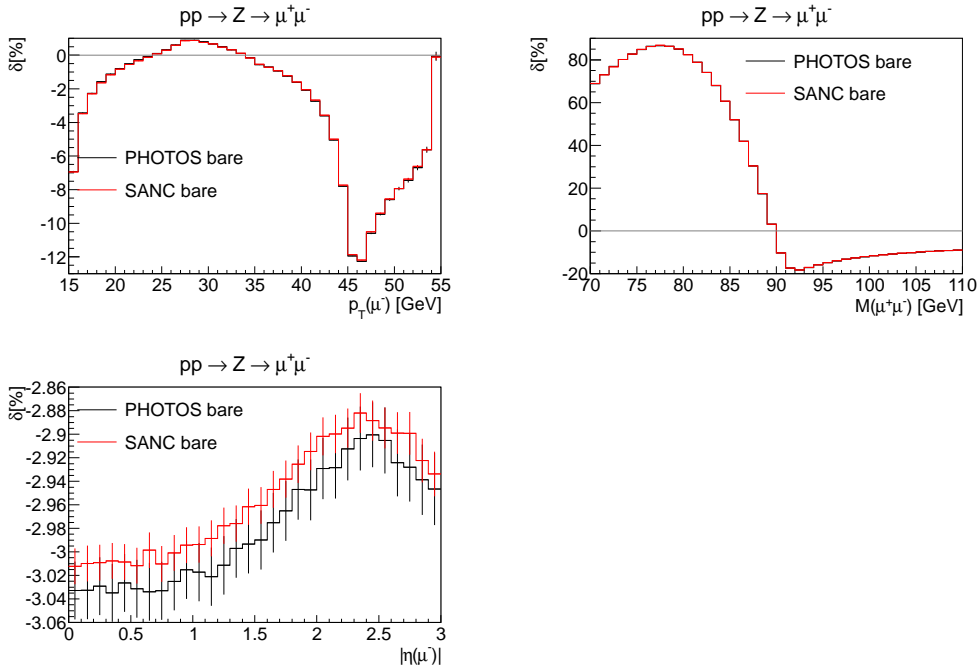 pp → Z → μ⁺μ⁻
δ[%]
0
-2
-4
-6
-8
-10
-12
PHOTOS bare
SANC bare
15 20 25 30 35 40 45 50 55
p_T(μ⁻) [GeV]
pp → Z → μ⁺μ⁻
δ[%]
80
60
40
20
0
-20
PHOTOS bare
SANC bare
70 75 80 85 90 95 100 105 110
M(μ⁺μ⁻) [GeV]
pp → Z → μ⁺μ⁻
δ[%]
-2.86
-2.88
-2.9
-2.92
-2.94
-2.96
-2.98
-3
-3.02
-3.04
-3.06
PHOTOS bare
SANC bare
0 0.5 1 1.5 2 2.5 3
|η(μ⁻)|